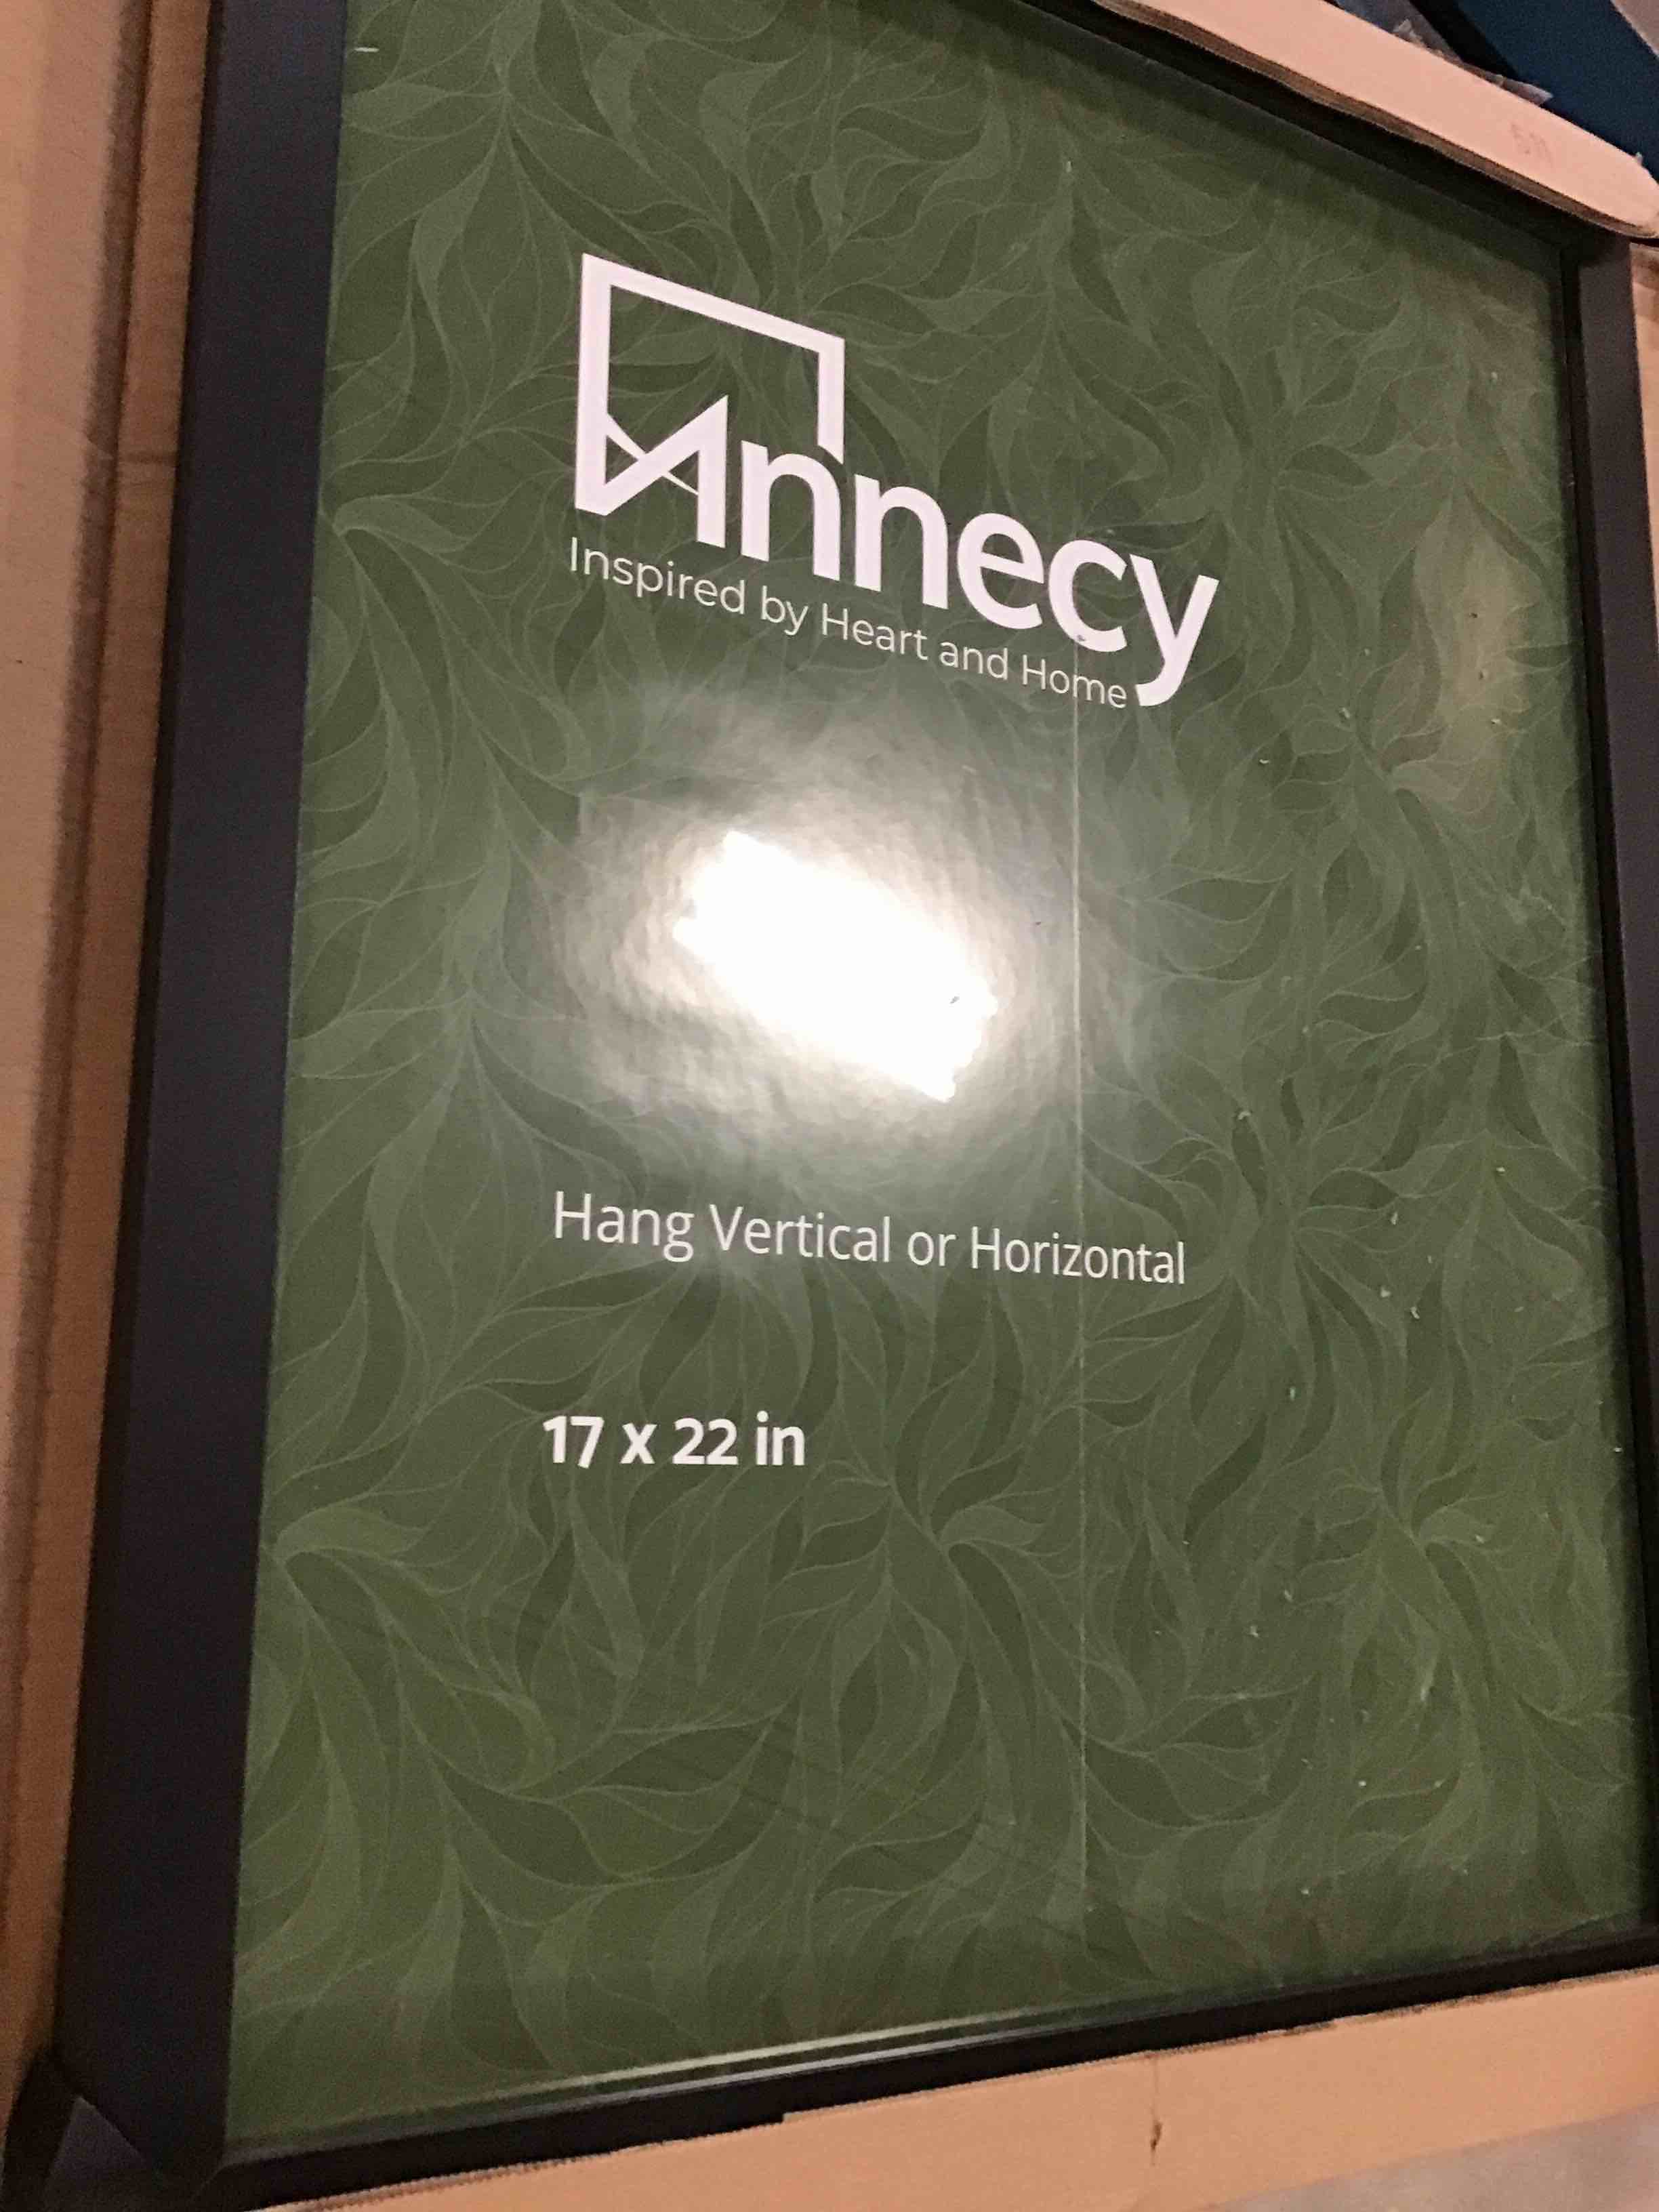 Annecy
Inspired by Heart and Home
Hang Vertical or Horizontal
17 x 22 in